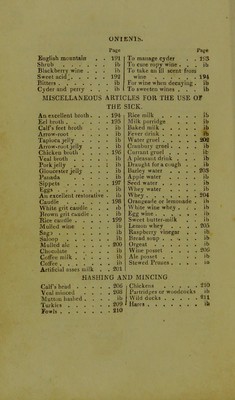 CONTENTS.
Page
English mountain . . 191
Shrub . . . . . ib
Blackberry wine . . . ib
Sweet acid . . . . 192
Bitters . . . . . ib
Cyder and perry . . . ib
Page
To manage cyder . . 193
To cure ropy wine . . . ib
To take an ill scent from
wine . . . . . 194
For wine when decaying . ib
To sweeten wines . . . ib
MISCELLANEOUS ARTICLES FOR THE USE OF
THE SICK.
An excellent broth . . . 194
Eel broth . . . . . 195
Calf's feet broth . . . ib
Arrow-root . . . . ib
Tapioca jelly . . . . ib
Arrow-root jelly . . . ib
Chicken broth . . . . 196
Veal broth . . . . . ib
Pork jelly . . . . . ib
Gloucester jelly . . . ib
Panada . . . . . ib
Sippets . . . . . 197
Eggs . . . . . ib
An excellent restorative . ib
Caudle . . . . . 198
White grit caudle . . . ib
Brown grit caudle . . . ib
Rice caudle . . . . 199
Mulled wine . . . . ib
Sago . . . . . ib
Saloop . . . . . ib
Mulled ale . . . . 200
Chocolate . . . . ib
Coffee milk . . . . ib
Coffee . . . . . ib
Artificial asses milk . . 201
Rice milk . . . . ib
Milk porridge . . . ib
Baked milk . . . . ib
Fever drink . . . . ib
Water gruel . . . .
Cranbury gruel . . . ib
Currant gruel . . . ib
A pleasant drink . . . ib
Draught for a cough . . ib
Barley water . . . . 203
Apple water . . . . ib
Seed water . . . . ib
Whey water . . . . ib
Whey . . . . . 204
Orangeade or lemonade . ib
White wine whey . . . ib
Egg wine . . . . . ib
Sweet butter-milk . . ib
Lemon whey . . . . 205
Raspberry vinegar . . ib
Bread soup . . . . ib
Orgeat . . . . . ib
Wine posset . . . . 206
Ale posset . . . . ib
Stewed Prunes . . . ib
HASHING AND MINCING
Calf's head . . . . 206
Veal minced . . . . 208
Mutton hashed . . . ib
Turkies . . . . . 209
Fowls . . . . . 210
Chickens . . . . . 210
Partridges or woodcocks ib
Wild ducks . . . . 211
Hares . . . . . ib